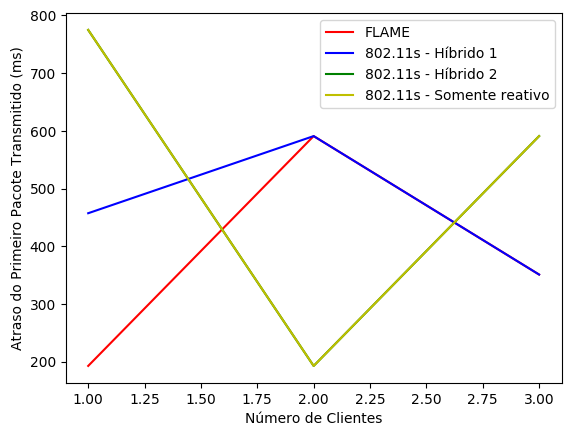 800
700
600
500
400
300
200
Atraso do Primeiro Pacote Transmitido (ms)
FLAME
802.11s - Híbrido 1
802.11s - Híbrido 2
802.11s - Somente reativo
1.00 1.25 1.50 1.75 2.00 2.25 2.50 2.75 3.00
Número de Clientes